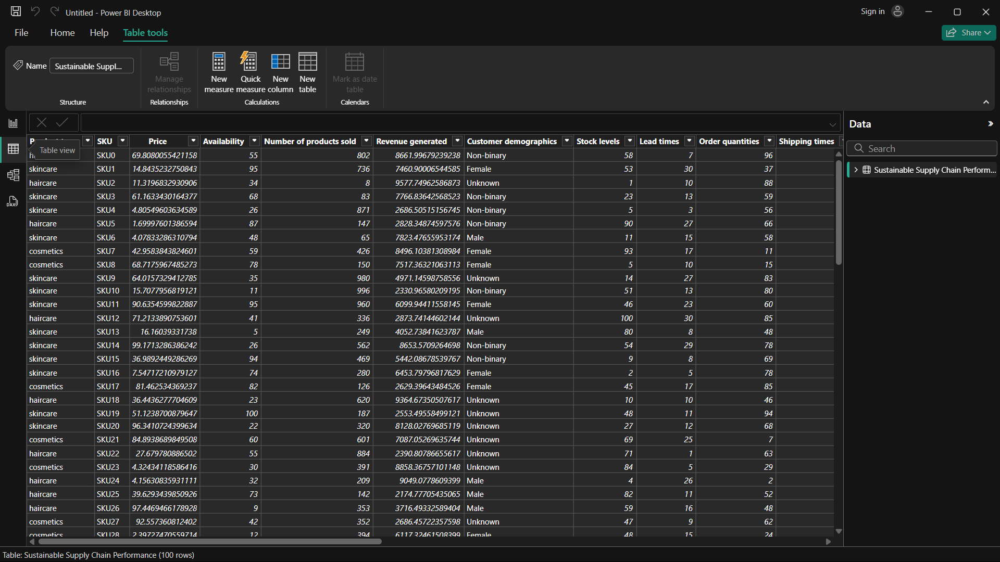 Untitled - Power BI Desktop
Sign in
File Home Help Table tools
Share
Name Sustainable Suppl...
Manage relationships
New measure
Quick measure
New column
New table
Mark as date table
Structure Relationships Calculations Calendars
Data
Search
Sustainable Supply Chain Perform...
Table view
SKU Price Availability Number of products sold Revenue generated Customer demographics Stock levels Lead times Order quantities Shipping times
SKU0 69.8080055421158 55 802 8661.99679239238 Non-binary 58 7 96
skincare SKU1 14.8435232750843 95 736 7460.90006544585 Female 53 30 37
haircare SKU2 11.3196832930906 34 8 9577.74962586873 Unknown 1 10 88
skincare SKU3 61.1633430164377 68 83 7766.83642568523 Non-binary 23 13 59
skincare SKU4 4.80549603634589 26 871 2686.50515156745 Non-binary 5 3 56
haircare SKU5 1.69997601386594 87 147 2828.34874597576 Non-binary 90 27 66
skincare SKU6 4.07833286310794 48 65 7823.47655953174 Male 11 15 58
cosmetics SKU7 42.9583843824601 59 426 8496.10381308984 Female 93 17 11
cosmetics SKU8 68.7175967485273 78 150 7517.36321063113 Female 5 10 15
skincare SKU9 64.0157329412785 35 980 4971.14598758556 Unknown 14 27 83
skincare SKU10 15.7077956819121 11 996 2330.96580209195 Non-binary 51 13 80
skincare SKU11 90.6354599822887 95 960 6099.94411558145 Female 46 23 60
haircare SKU12 71.2133890753601 41 336 2873.74144602144 Unknown 100 30 85
skincare SKU13 16.16039331738 5 249 4052.73841623787 Male 80 8 48
skincare SKU14 99.1713286386242 26 562 8653.5709264698 Non-binary 54 29 78
skincare SKU15 36.9892449286269 94 469 5442.08678539767 Non-binary 9 8 69
skincare SKU16 7.54717210979127 74 280 6453.79796817629 Female 2 5 78
cosmetics SKU17 81.462534369237 82 126 2629.39643484526 Female 45 17 85
haircare SKU18 36.4436277704609 23 620 9364.67350507617 Unknown 10 10 46
skincare SKU19 51.1238700879647 100 187 2553.49558499121 Unknown 48 11 94
skincare SKU20 96.3410724399634 22 320 8128.02769685119 Unknown 27 12 68
cosmetics SKU21 84.8938689849508 60 601 7087.05269635744 Unknown 69 25 7
haircare SKU22 27.679780886502 55 884 2390.80786655617 Unknown 71 1 63
cosmetics SKU23 4.32434118586416 30 391 8858.36757101148 Unknown 84 5 29
haircare SKU24 4.15630835931111 32 209 9049.0778609399 Male 4 26 2
haircare SKU25 39.6293439850926 73 142 2174.77705435065 Male 82 11 52
haircare SKU26 97.4469466178928 9 353 3716.49332589404 Male 59 16 48
cosmetics SKU27 92.557360812402 42 352 2686.45722357598 Unknown 47 9 62
cosmetics SKU28 2.39727470559714 12 394 6117.32461508399 Female 48 15 24
Table: Sustainable Supply Chain Performance (100 rows)